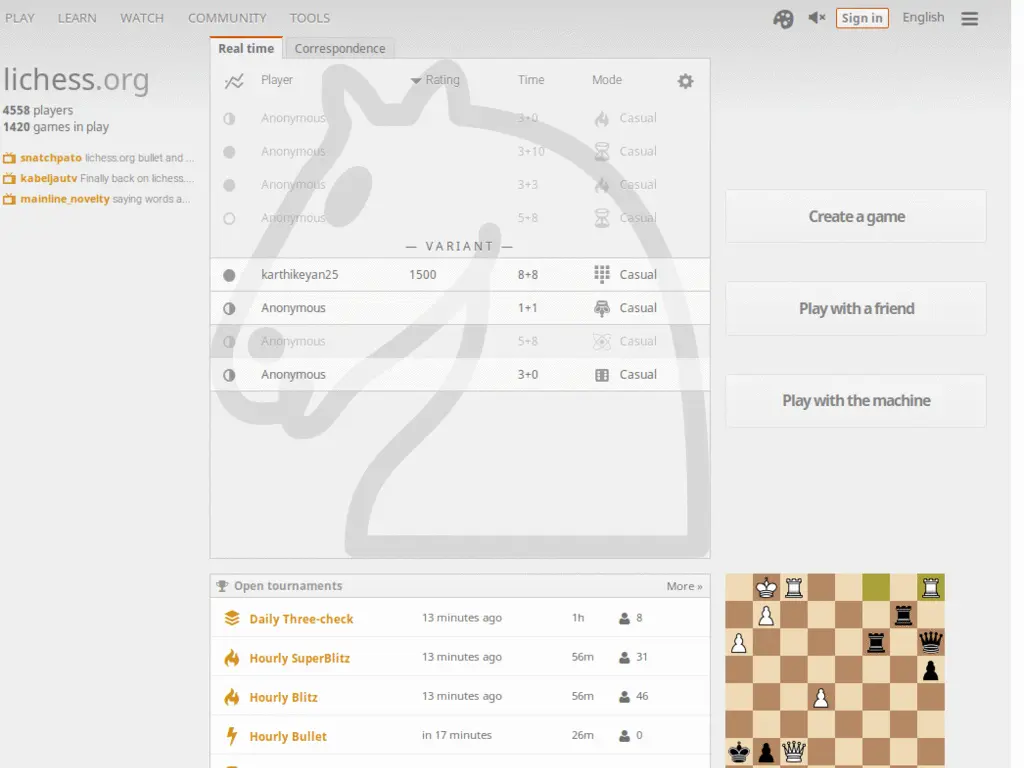 PLAY LEARN WATCH COMMUNITY TOOLS Sign in English
Real time Correspondence
lichess.org
4558 players
1420 games in play
snatchpato lichess.org bullet and ...
kabeljautv Finally back on lichess....
mainline_novelty saying words a...
Player Rating Time Mode
Anonymous 3+0 Casual
Anonymous 3+10 Casual
Anonymous 3+3 Casual
Anonymous 5+8 Casual
— VARIANT —
karthikeyan25 1500 8+8 Casual
Anonymous 1+1 Casual
Anonymous 5+8 Casual
Anonymous 3+0 Casual
Create a game
Play with a friend
Play with the machine
Open tournaments More »
Daily Three-check 13 minutes ago 1h 8
Hourly SuperBlitz 13 minutes ago 56m 31
Hourly Blitz 13 minutes ago 56m 46
Hourly Bullet in 17 minutes 26m 0